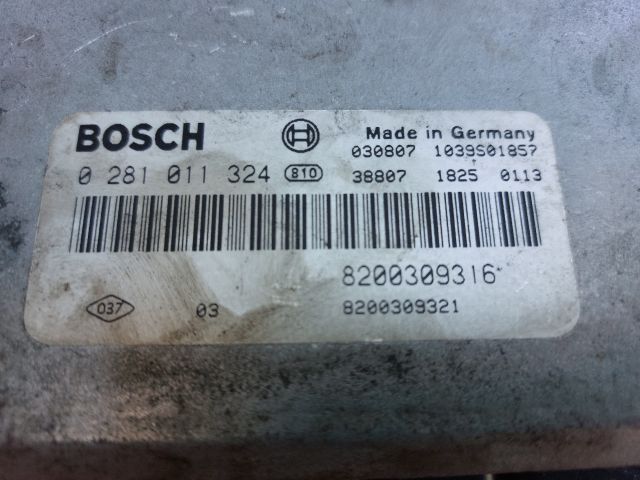 BOSCH Made in Germany
030807 1039S01857
0 281 011 324 810 38807 1825 0113
8200309316*
037 03 8200309321